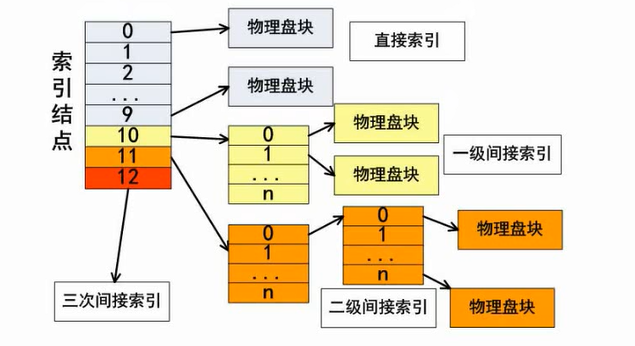 索引结点
0
1
2
...
9
10
11
12
物理盘块
直接索引
物理盘块
0
1
...
n
物理盘块
物理盘块
一级间接索引
0
1
...
n
0
1
...
n
物理盘块
物理盘块
二级间接索引
三次间接索引